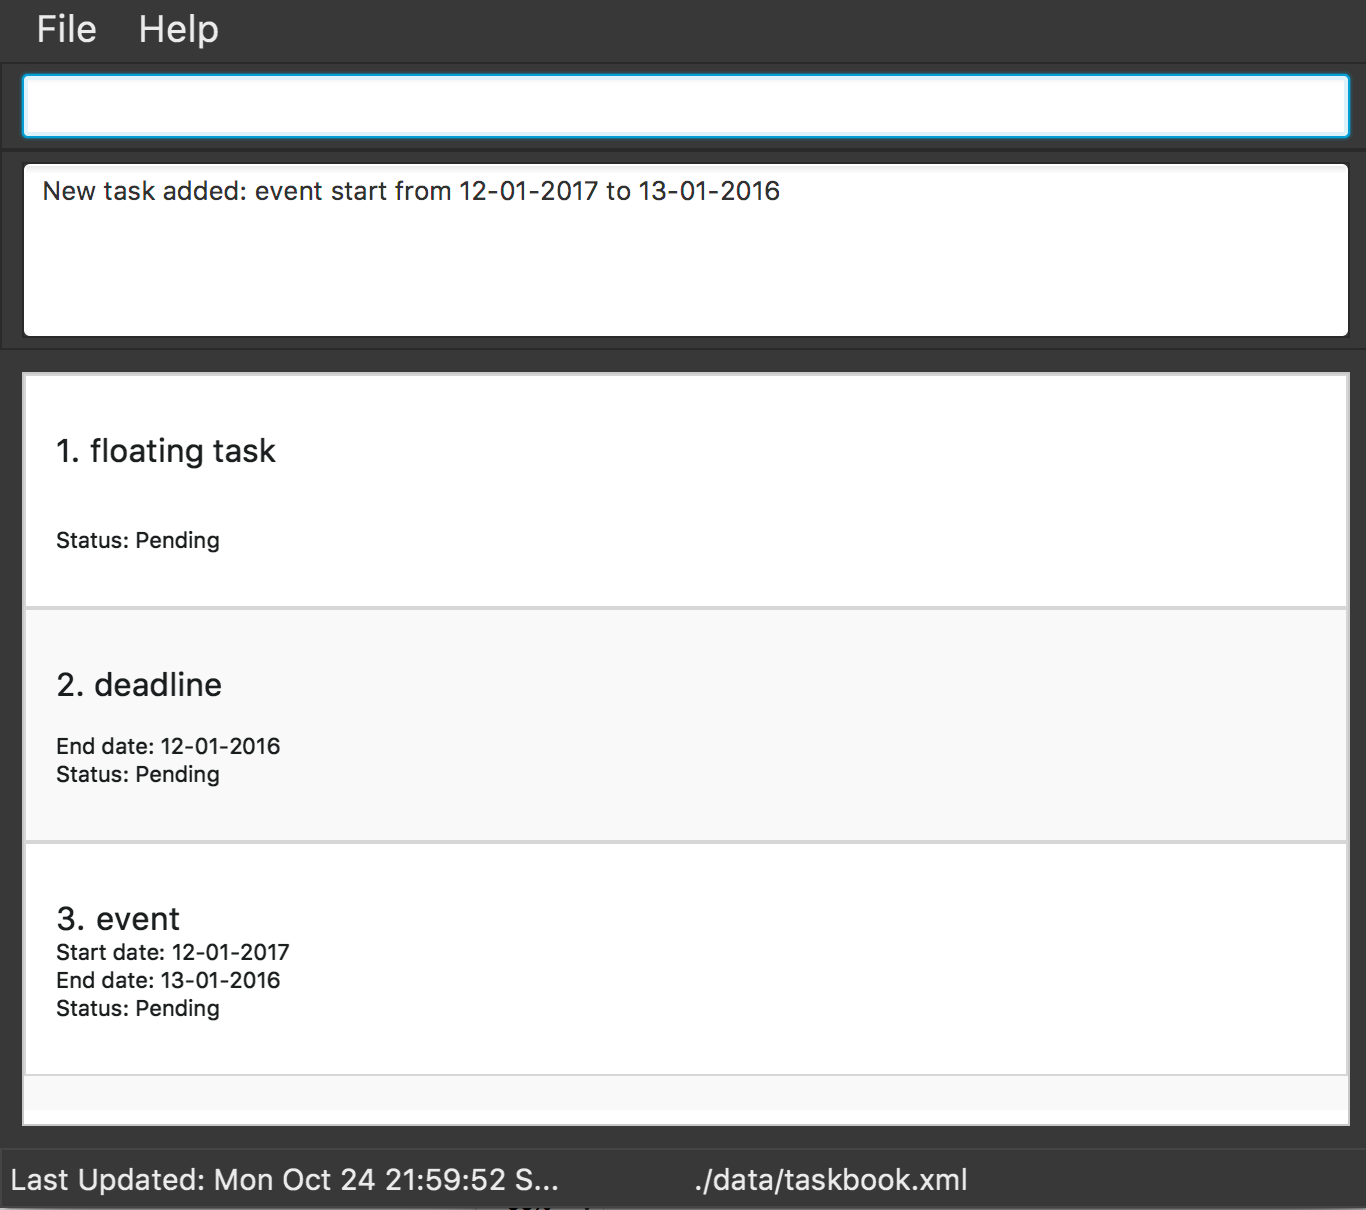 File Help
New task added: event start from 12-01-2017 to 13-01-2016
1. floating task
Status: Pending
2. deadline
End date: 12-01-2016
Status: Pending
3. event
Start date: 12-01-2017
End date: 13-01-2016
Status: Pending
Last Updated: Mon Oct 24 21:59:52 S... ./data/taskbook.xml